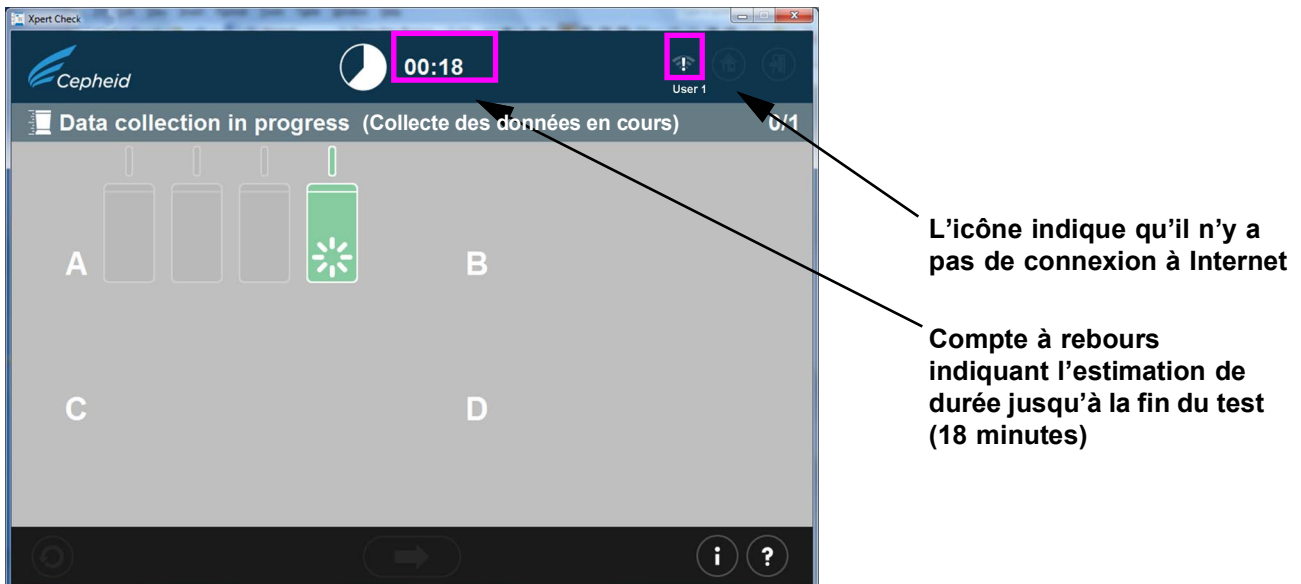 Xpert Check
Cepheid
00:18
User 1
Data collection in progress (Collecte des données en cours) 0/1
A
B
C
D
L'icône indique qu'il n'y a
pas de connexion à Internet
Compte à rebours
indiquant l'estimation de
durée jusqu'à la fin du test
(18 minutes)
i ?